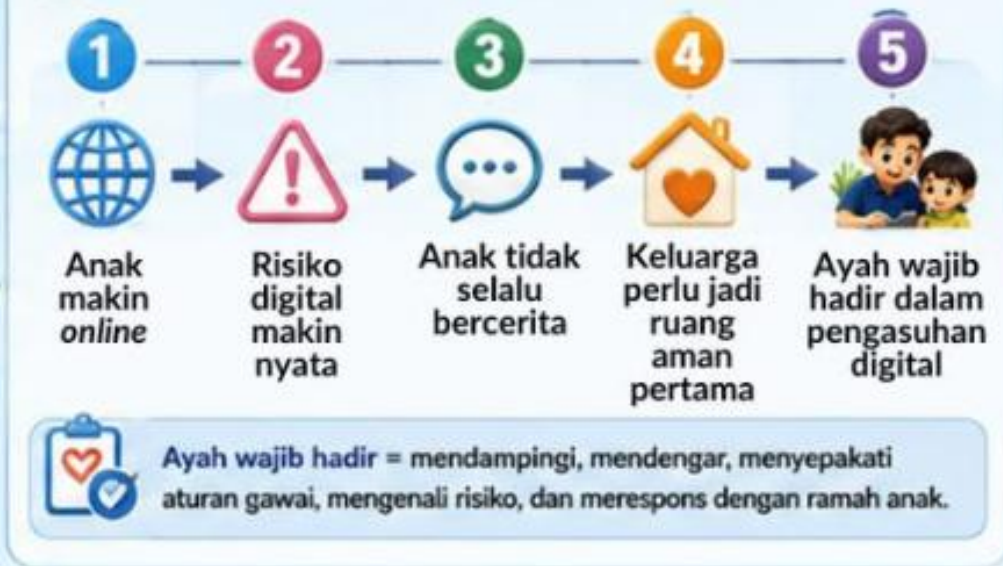 1
2
3
4
5
Anak
makin
online
Risiko
digital
makin
nyata
Anak tidak
selalu
bercerita
Keluarga
perlu jadi
ruang
aman
pertama
Ayah wajib
hadir dalam
pengasuhan
digital
Ayah wajib hadir = mendampingi, mendengar, menyepakati
aturan gawai, mengenali risiko, dan merespons dengan ramah anak.